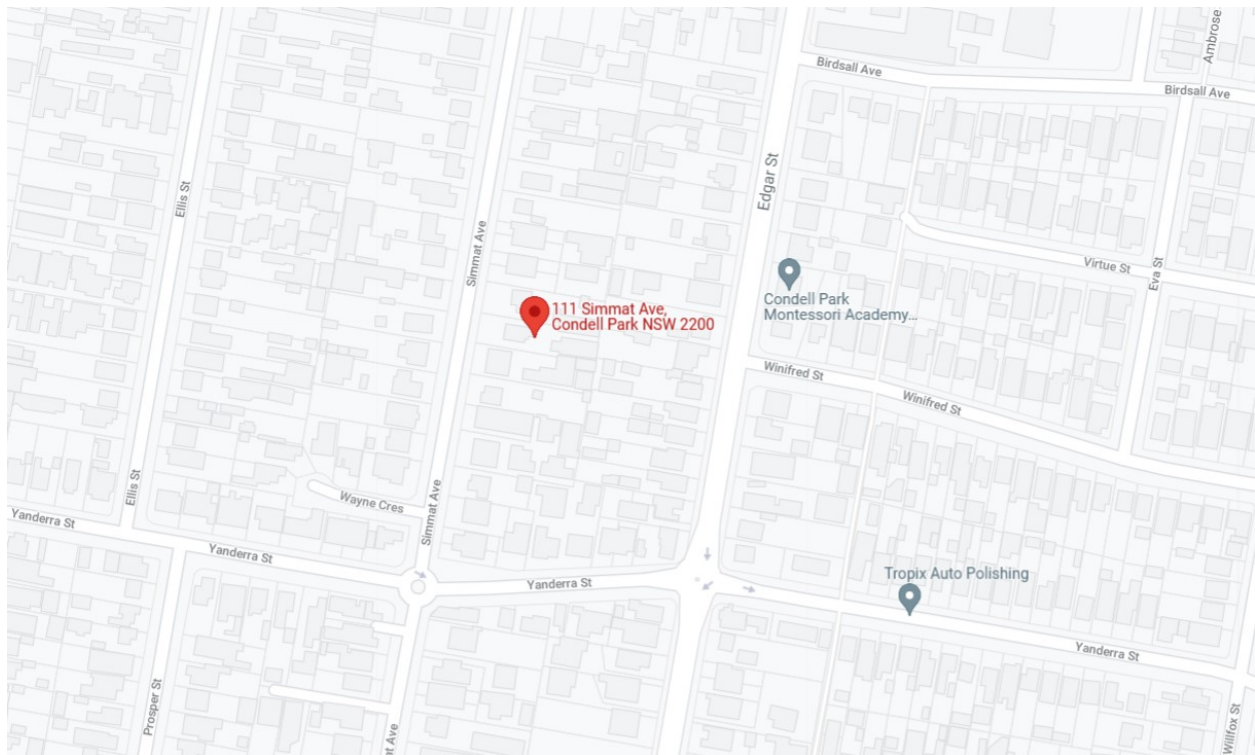 Ambrose
Birdsall Ave
Birdsall Ave
Ellis St
Edgar St
Simmat Ave
Virtue St
Eva St
Condell Park
Montessori Academy...
111 Simmat Ave,
Condell Park NSW 2200
Winifred St
Winifred St
Ellis St
Wayne Cres
Simmat Ave
Yanderra St
Yanderra St
Yanderra St
Tropix Auto Polishing
Yanderra St
Prosper St
at Ave
Willfox St